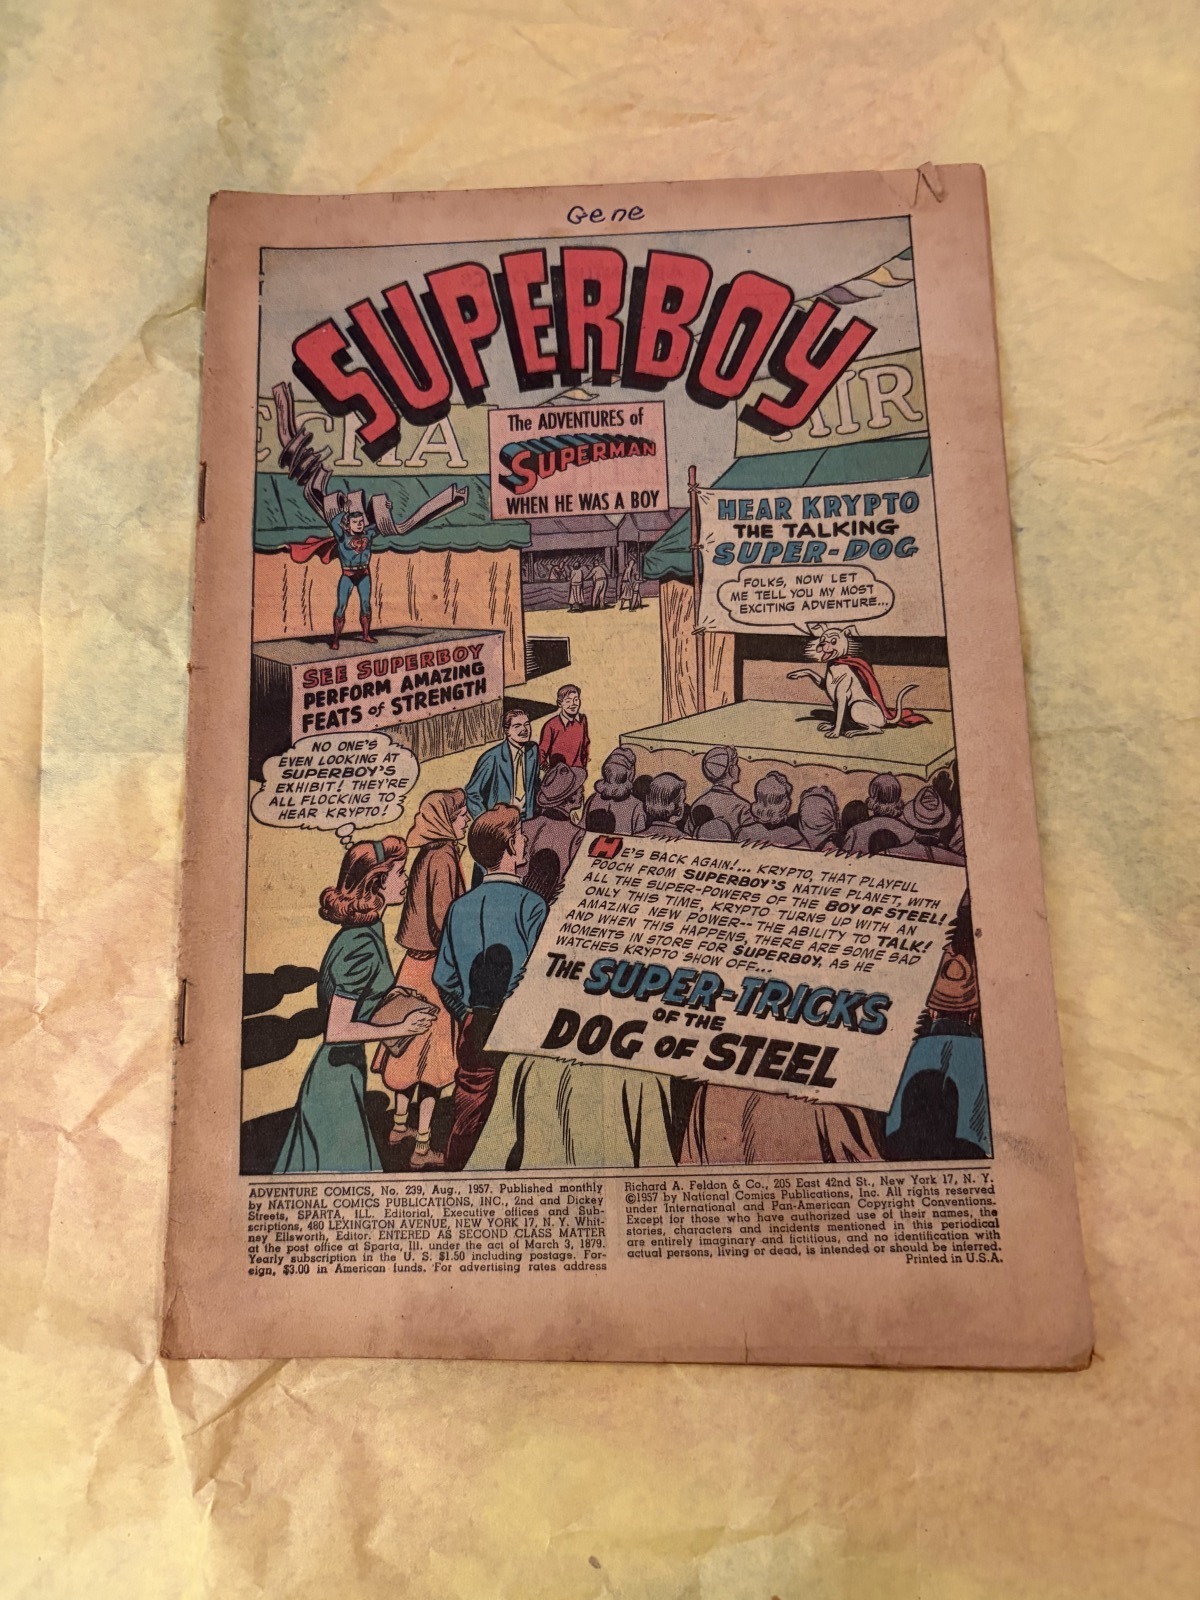 Gene
N
SUPERBOY
The ADVENTURES of
SUPERMAN
WHEN HE WAS A BOY
AIR
HEAR KRYPTO
THE TALKING
SUPER-DOG
FOLKS, NOW LET
ME TELL YOU MY MOST
EXCITING ADVENTURE...
SEE SUPERBOY
PERFORM AMAZING
FEATS of STRENGTH
NO ONE'S
EVEN LOOKING AT
SUPERBOY'S
EXHIBIT! THEY'RE
ALL FLOCKING TO
HEAR KRYPTO!
HE'S BACK AGAIN!... KRYPTO, THAT PLAYFUL
POOCH FROM SUPERBOY'S NATIVE PLANET, WITH
ALL THE SUPER-POWERS OF THE BOY OF STEEL!
ONLY THIS TIME, KRYPTO TURNS UP WITH AN
AMAZING NEW POWER-- THE ABILITY TO TALK!
AND WHEN THIS HAPPENS, THERE ARE SOME SAD
MOMENTS IN STORE FOR SUPERBOY, AS HE
WATCHES KRYPTO SHOW OFF...
THE SUPER-TRICKS
OF THE
DOG OF STEEL
ADVENTURE COMICS, No. 239, Aug., 1957. Published monthly
by NATIONAL COMICS PUBLICATIONS, INC., 2nd and Dickey
Streets, SPARTA, ILL. Editorial, Executive offices and Sub-
scriptions, 480 LEXINGTON AVENUE, NEW YORK 17, N. Y. Whit-
ney Ellsworth, Editor. ENTERED AS SECOND CLASS MATTER
at the post office at Sparta, Ill. under the act of March 3, 1879.
Yearly subscription in the U. S. $1.50 including postage. For-
eign, $3.00 in American funds. For advertising rates address
Richard A. Feldon & Co., 205 East 42nd St., New York 17, N. Y.
©1957 by National Comics Publications, Inc. All rights reserved
under International and Pan-American Copyright Conventions.
Except for those who have authorized use of their names, the
stories, characters and incidents mentioned in this periodical
are entirely imaginary and fictitious, and no identification with
actual persons, living or dead, is intended or should be inferred.
Printed in U.S.A.